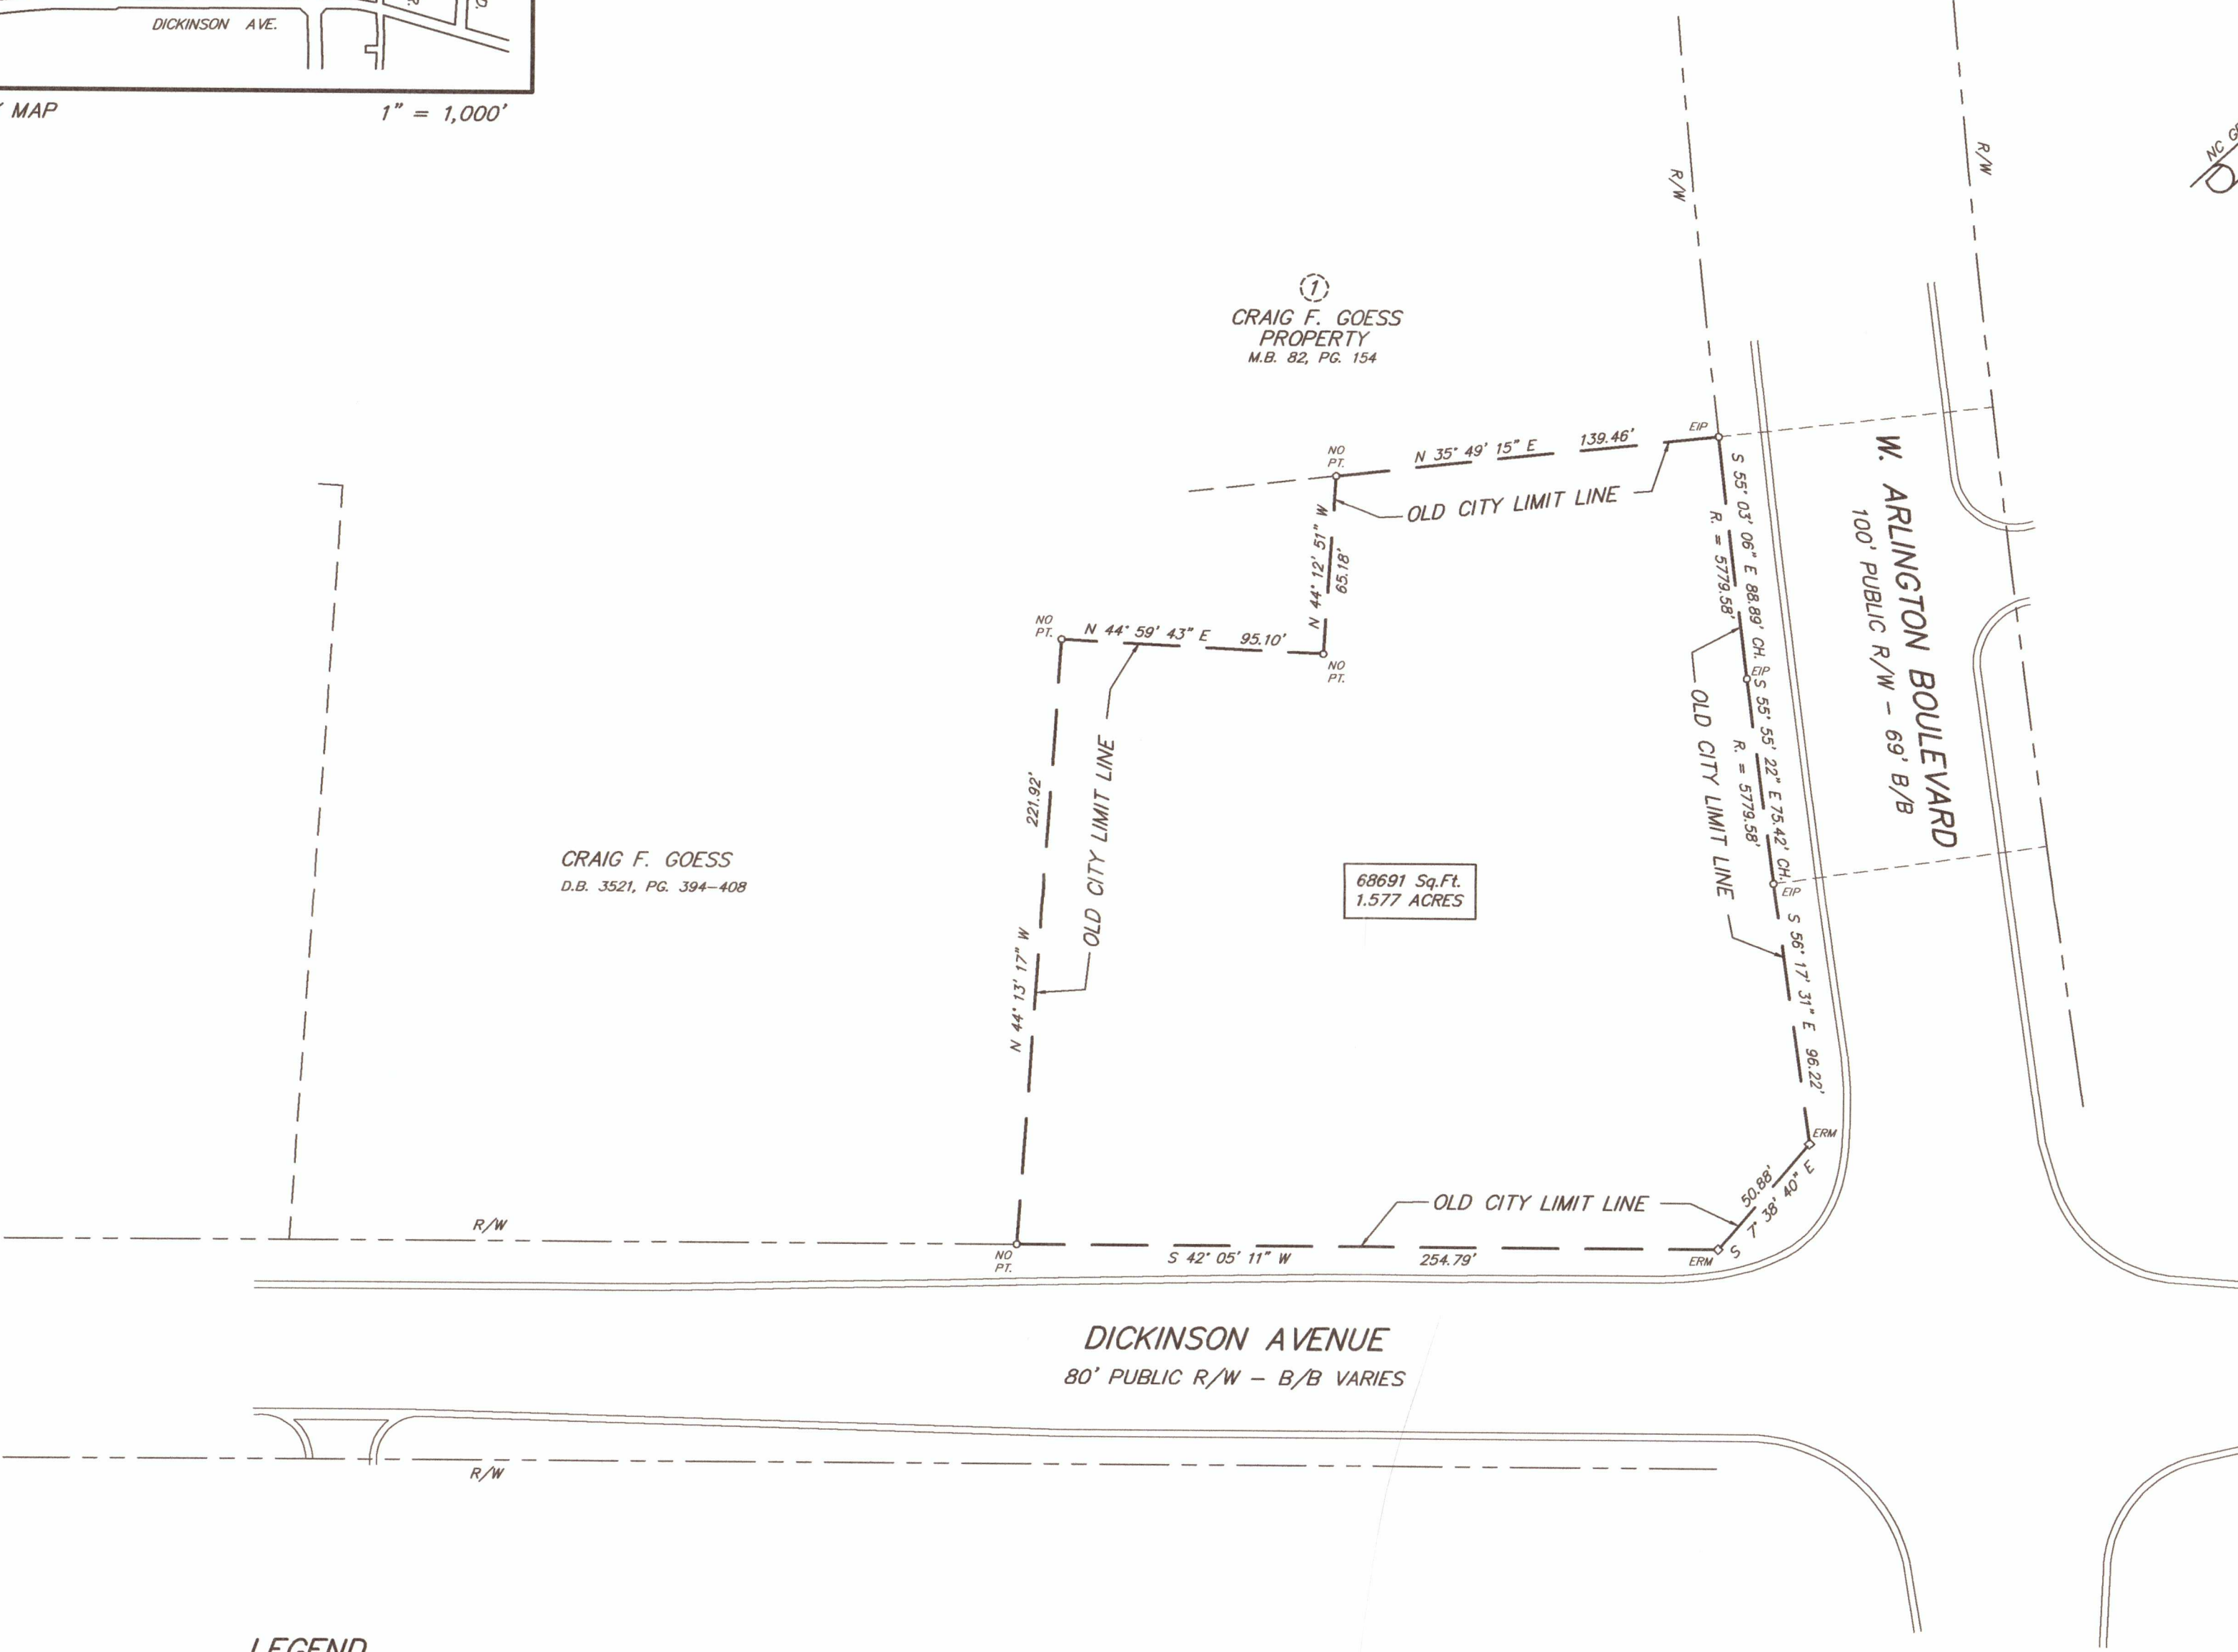 DICKINSON AVE.
R.
D.
MAP
1" = 1,000'
R/W
R/W
NC
1
CRAIG F. GOESS
PROPERTY
M.B. 82, PG. 154
NO
PT.
N 35° 49' 15" E 139.46'
EIP
OLD CITY LIMIT LINE
N 44° 12' 51" W
65.18'
NO
PT.
N 44° 59' 43" E 95.10'
NO
PT.
S 55° 03' 06" E 88.89' CH.
R. = 5779.58'
EIP
S 55° 55' 22" E 75.42' CH.
R. = 5779.58'
EIP
OLD CITY LIMIT LINE
W. ARLINGTON BOULEVARD
100' PUBLIC R/W - 69' B/B
221.92'
N 44° 13' 17" W
OLD CITY LIMIT LINE
CRAIG F. GOESS
D.B. 3521, PG. 394-408
68691 Sq.Ft.
1.577 ACRES
S 56° 17' 31" E 96.22'
ERM
50.88'
S 7° 38' 40" E
OLD CITY LIMIT LINE
R/W
NO
PT.
S 42° 05' 11" W 254.79'
ERM
DICKINSON AVENUE
80' PUBLIC R/W - B/B VARIES
R/W
LEGEND